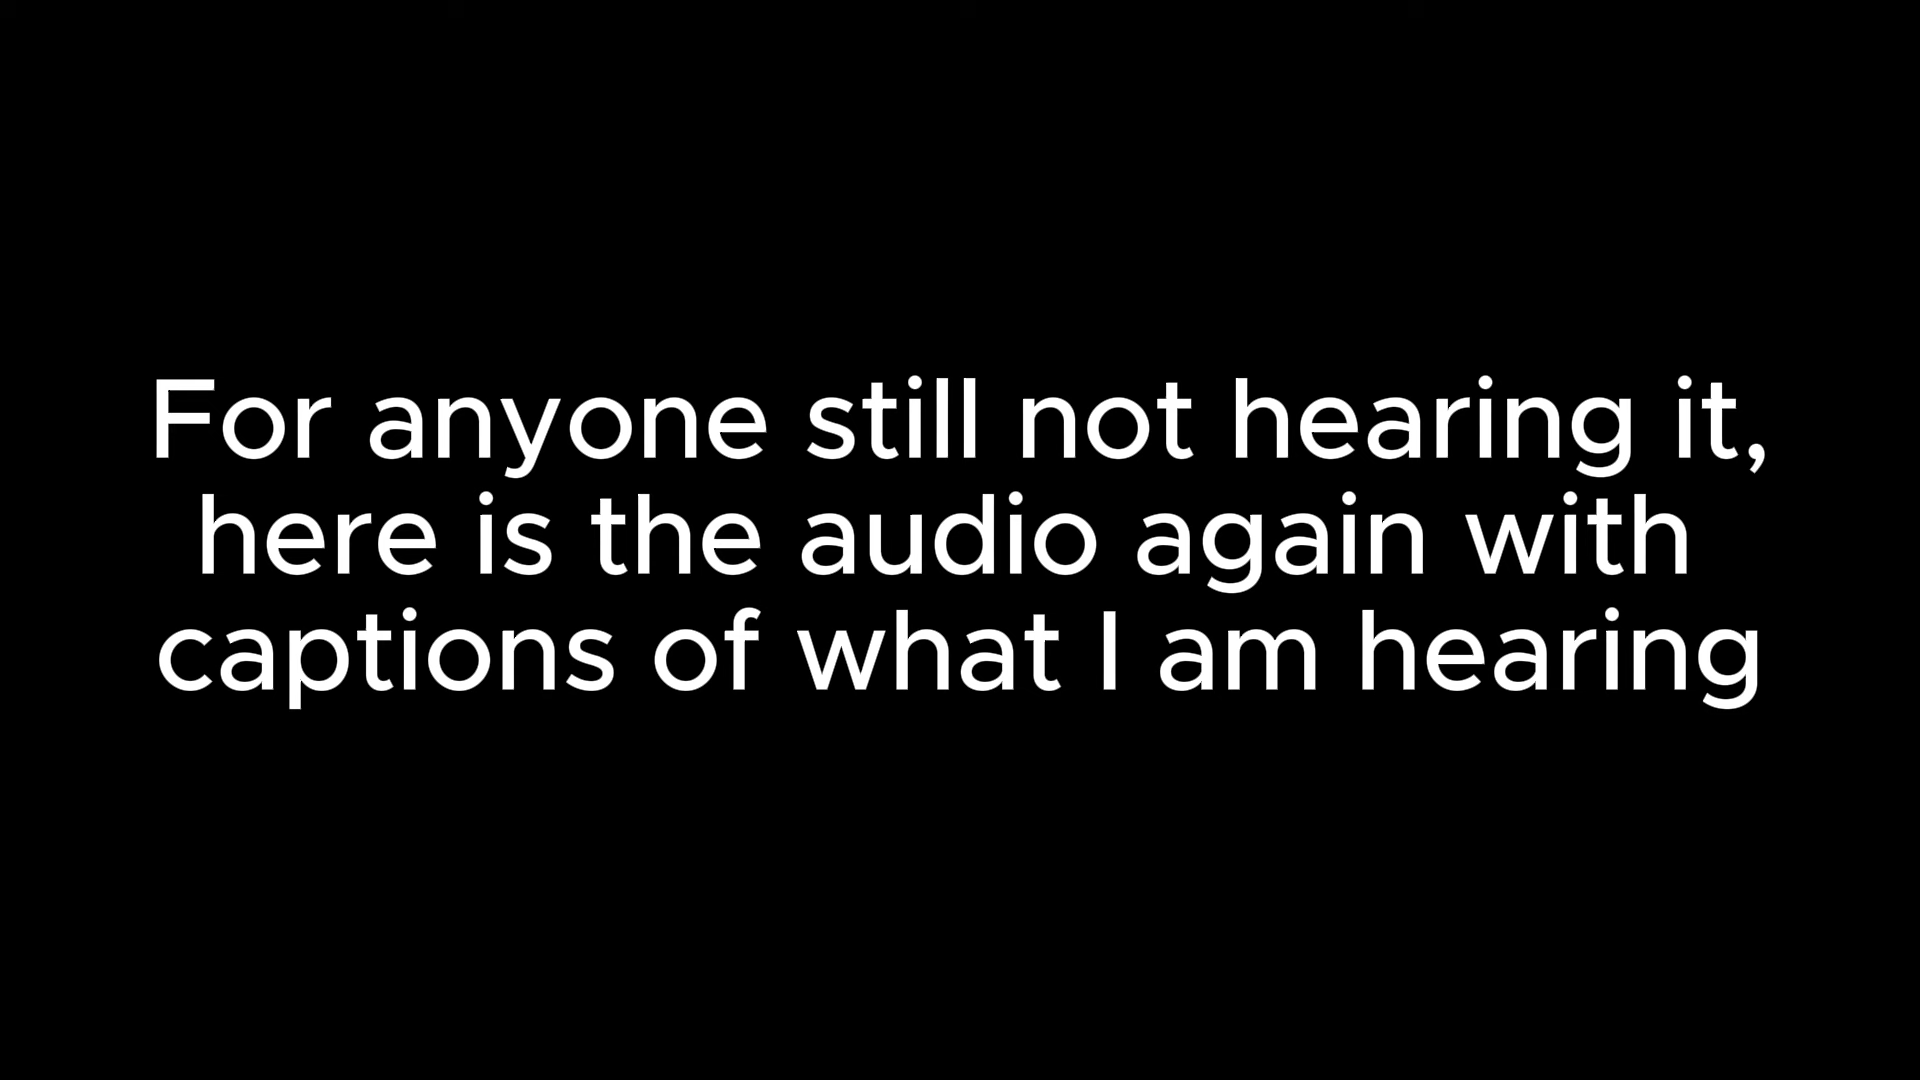 For anyone still not hearing it,
here is the audio again with
captions of what I am hearing